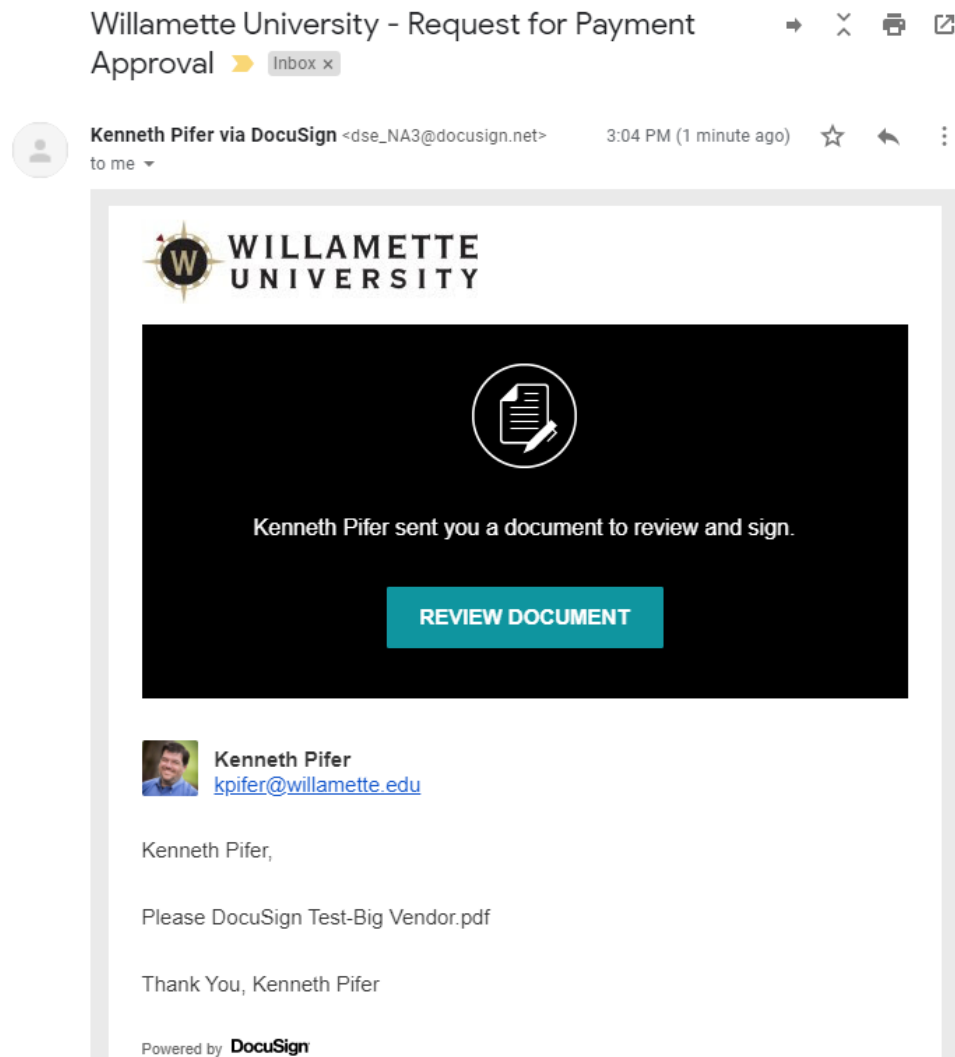 Willamette University - Request for Payment
Approval Inbox x
Kenneth Pifer via DocuSign <dse_NA3@docusign.net> 3:04 PM (1 minute ago)
to me
W WILLAMETTE
UNIVERSITY
Kenneth Pifer sent you a document to review and sign.
REVIEW DOCUMENT
Kenneth Pifer
kpifer@willamette.edu
Kenneth Pifer,
Please DocuSign Test-Big Vendor.pdf
Thank You, Kenneth Pifer
Powered by DocuSign